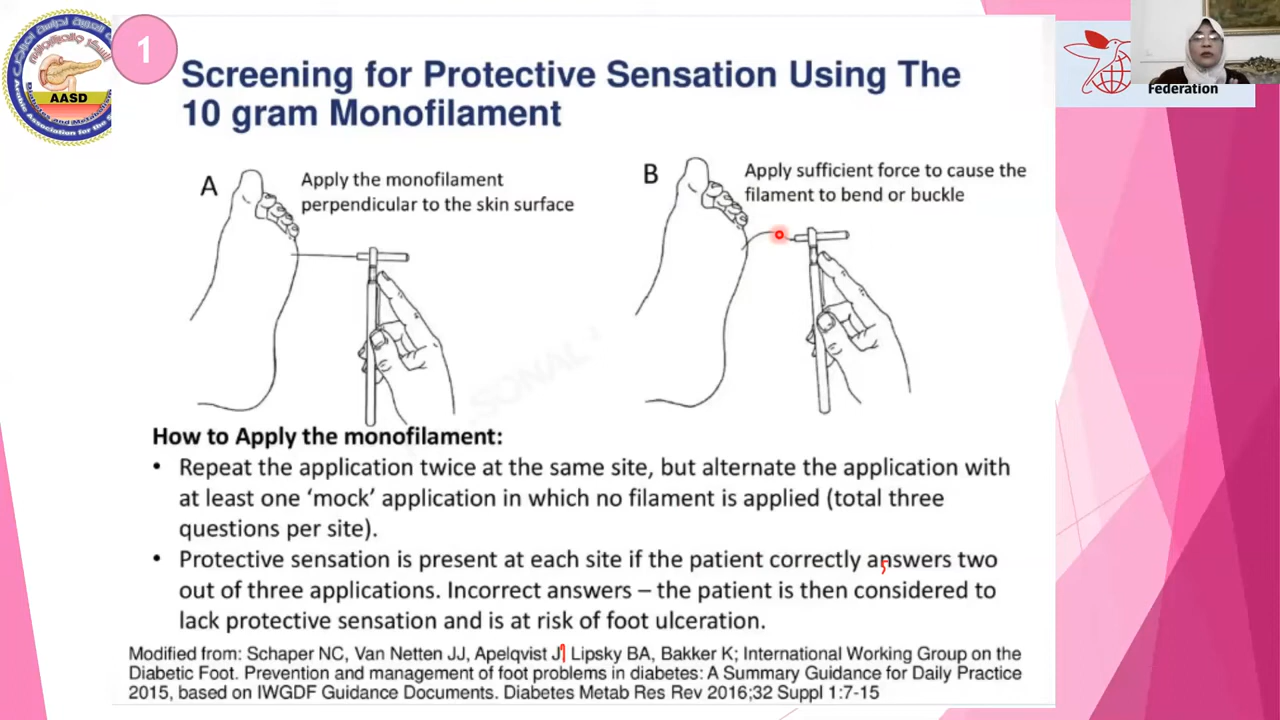 AASD
1
Screening for Protective Sensation Using The
10 gram Monofilament
Federation
A
Apply the monofilament
perpendicular to the skin surface
B
Apply sufficient force to cause the
filament to bend or buckle
SONAL
How to Apply the monofilament:
• Repeat the application twice at the same site, but alternate the application with
at least one ‘mock’ application in which no filament is applied (total three
questions per site).
• Protective sensation is present at each site if the patient correctly answers two
out of three applications. Incorrect answers – the patient is then considered to
lack protective sensation and is at risk of foot ulceration.
Modified from: Schaper NC, Van Netten JJ, Apelqvist J, Lipsky BA, Bakker K; International Working Group on the
Diabetic Foot. Prevention and management of foot problems in diabetes: A Summary Guidance for Daily Practice
2015, based on IWGDF Guidance Documents. Diabetes Metab Res Rev 2016;32 Suppl 1:7-15